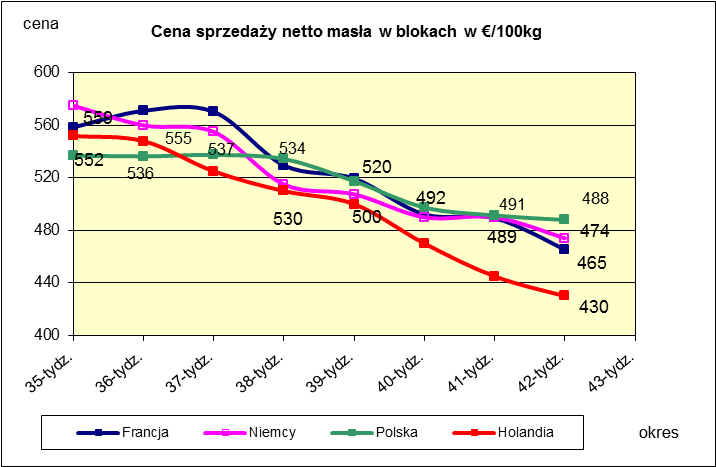 cena
Cena sprzedaży netto masła w blokach w €/100kg
600
560
520
480
440
400
559
552
536
555
537
534
530
520
500
492
491
489
488
474
465
430
35-tydz.
36-tydz.
37-tydz.
38-tydz.
39-tydz.
40-tydz.
41-tydz.
42-tydz.
43-tydz.
Francja
Niemcy
Polska
Holandia
okres